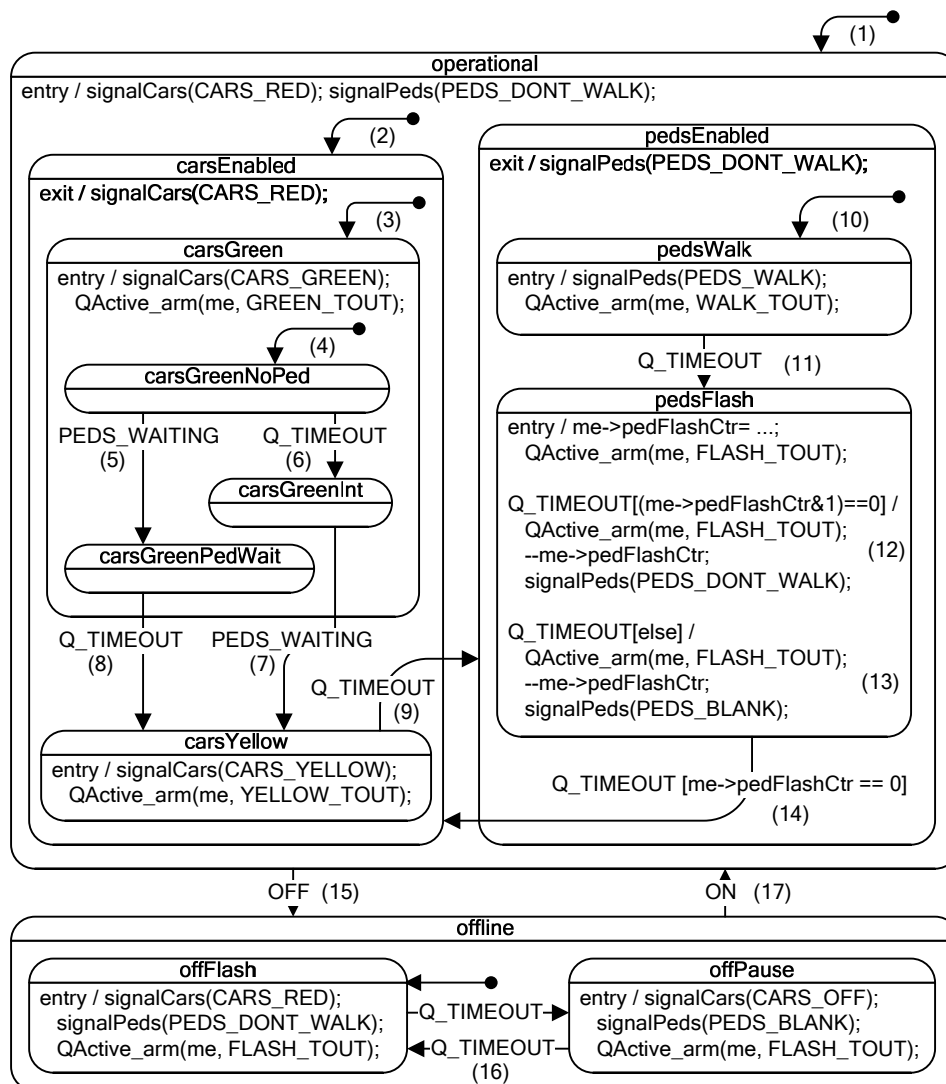 (1)
operational
entry / signalCars(CARS_RED); signalPeds(PEDS_DONT_WALK);
(2)
carsEnabled
exit / signalCars(CARS_RED);
(3)
carsGreen
entry / signalCars(CARS_GREEN);
QActive_arm(me, GREEN_TOUT);
(4)
carsGreenNoPed
PEDS_WAITING
(5)
Q_TIMEOUT
(6)
carsGreenInt
carsGreenPedWait
Q_TIMEOUT
(8)
PEDS_WAITING
(7)
Q_TIMEOUT
(9)
carsYellow
entry / signalCars(CARS_YELLOW);
QActive_arm(me, YELLOW_TOUT);
pedsEnabled
exit / signalPeds(PEDS_DONT_WALK);
(10)
pedsWalk
entry / signalPeds(PEDS_WALK);
QActive_arm(me, WALK_TOUT);
Q_TIMEOUT (11)
pedsFlash
entry / me->pedFlashCtr= ...;
QActive_arm(me, FLASH_TOUT);
Q_TIMEOUT[(me->pedFlashCtr&1)==0] /
QActive_arm(me, FLASH_TOUT);
--me->pedFlashCtr; (12)
signalPeds(PEDS_DONT_WALK);
Q_TIMEOUT[else] /
QActive_arm(me, FLASH_TOUT);
--me->pedFlashCtr; (13)
signalPeds(PEDS_BLANK);
Q_TIMEOUT [me->pedFlashCtr == 0]
(14)
OFF (15)
ON (17)
offline
offFlash
entry / signalCars(CARS_RED);
signalPeds(PEDS_DONT_WALK);
QActive_arm(me, FLASH_TOUT);
Q_TIMEOUT
Q_TIMEOUT
(16)
offPause
entry / signalCars(CARS_OFF);
signalPeds(PEDS_BLANK);
QActive_arm(me, FLASH_TOUT);